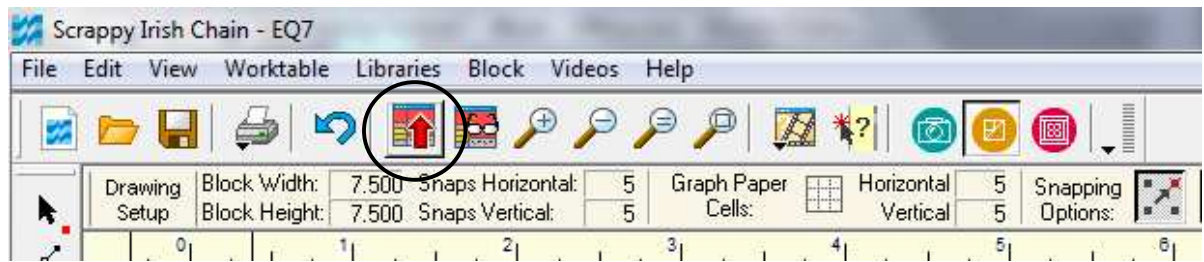 Scrappy Irish Chain - EQ7
File Edit View Worktable Libraries Block Videos Help
?
Drawing Setup Block Width: 7.500 Snaps Horizontal: 5 Graph Paper Cells: Horizontal 5 Snapping Options:
Block Height: 7.500 Snaps Vertical: 5 Vertical 5
0 1 2 3 4 5 6